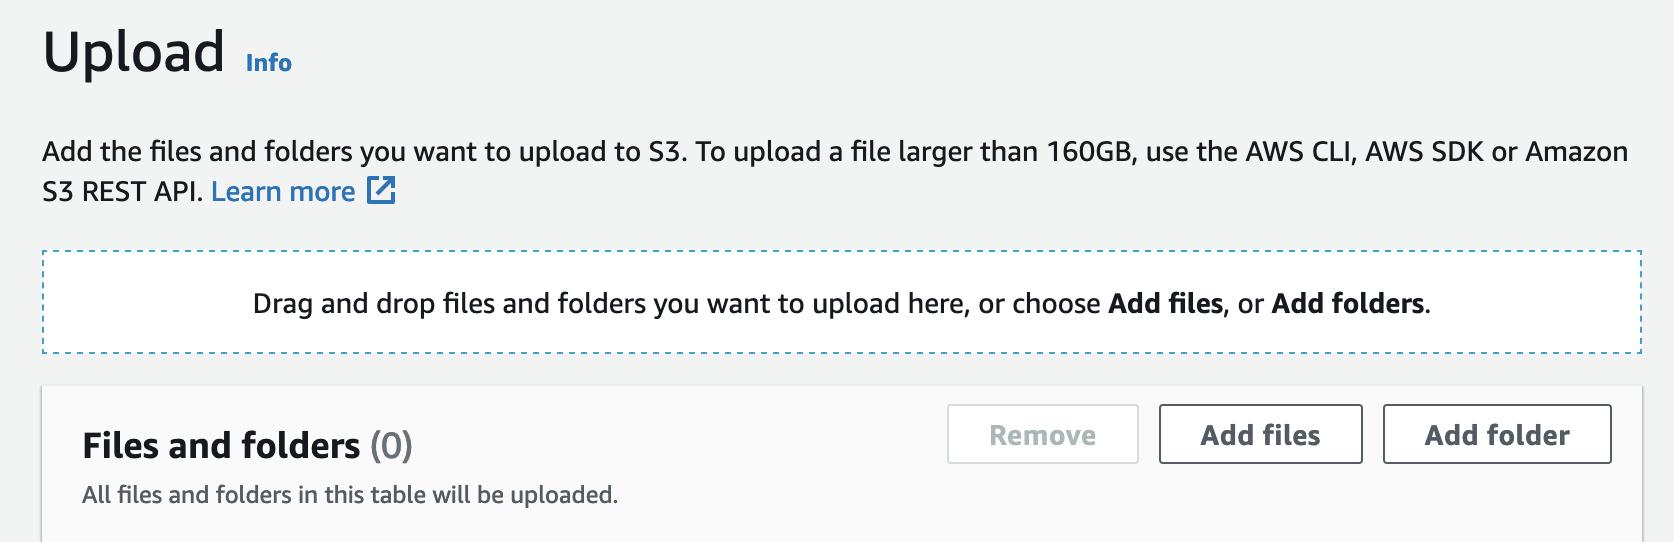 Upload Info
Add the files and folders you want to upload to S3. To upload a file larger than 160GB, use the AWS CLI, AWS SDK or Amazon
S3 REST API. Learn more
Drag and drop files and folders you want to upload here, or choose Add files, or Add folders.
Files and folders (0)
Remove
Add files
Add folder
All files and folders in this table will be uploaded.